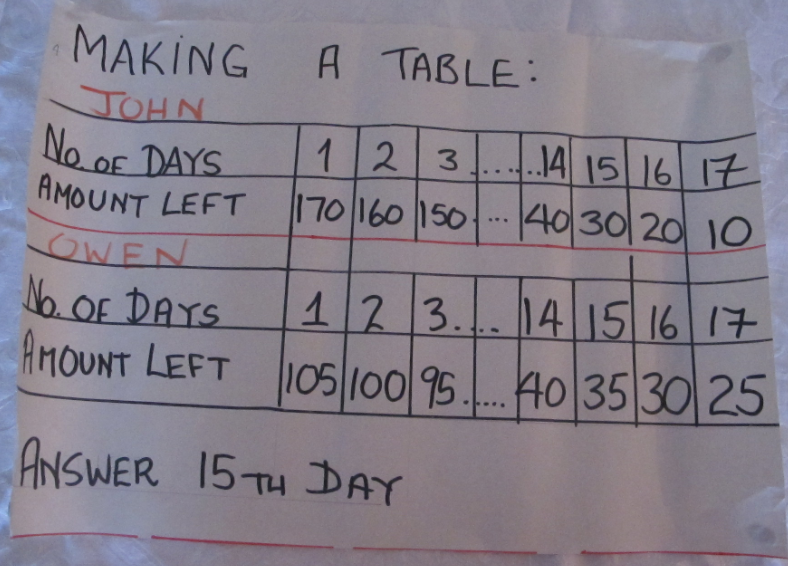 MAKING A TABLE:
JOHN
No. OF DAYS 1 2 3 ...... 14 15 16 17
AMOUNT LEFT 170 160 150 .... 40 30 20 10
OWEN
No. OF DAYS 1 2 3. ... 14 15 16 17
AMOUNT LEFT 105 100 95. .... 40 35 30 25
ANSWER 15TH DAY